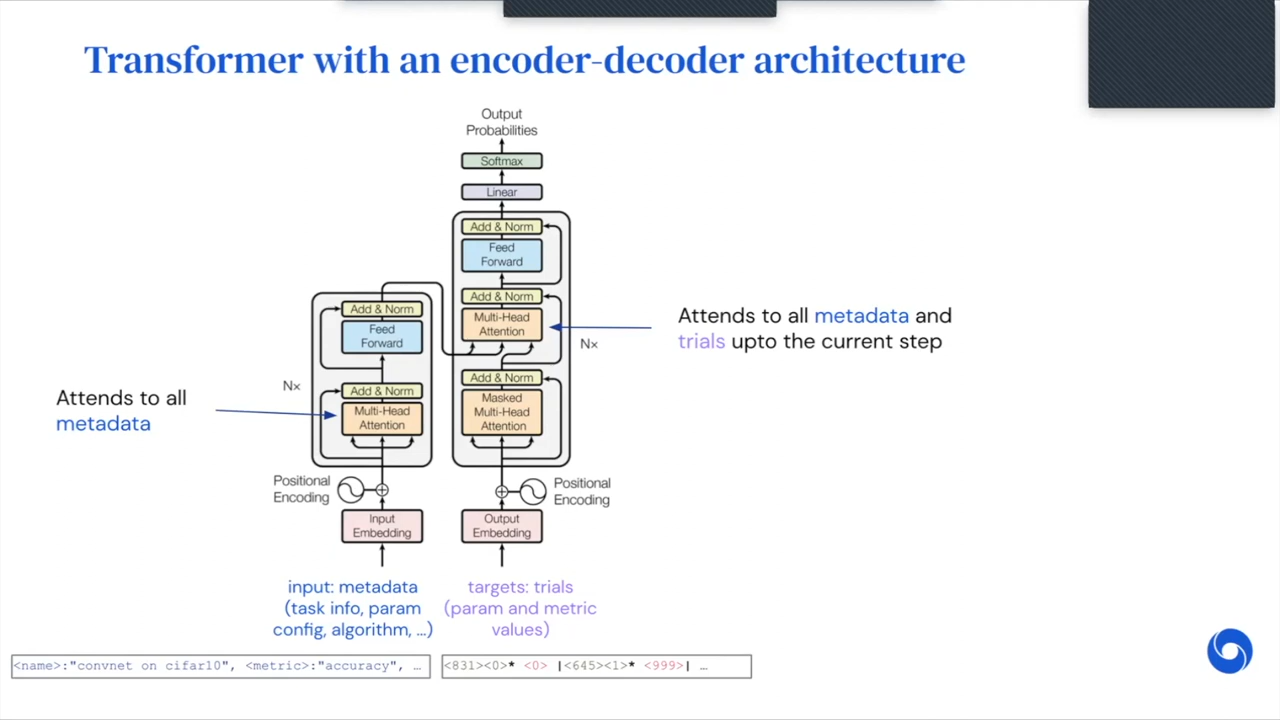 Transformer with an encoder-decoder architecture
Output
Probabilities
Softmax
Linear
Add & Norm
Feed
Forward
Add & Norm
Multi-Head
Attention
Nx
Add & Norm
Masked
Multi-Head
Attention
Add & Norm
Feed
Forward
Nx
Add & Norm
Multi-Head
Attention
Attends to all metadata and
trials upto the current step
Attends to all
metadata
Positional
Encoding
Positional
Encoding
Input
Embedding
Output
Embedding
input: metadata
(task info, param
config, algorithm, ...)
targets: trials
(param and metric
values)
<name>:"convnet on cifar10", <metric>:"accuracy", …
<831><0>* <0> |<645><1>* <999>| …